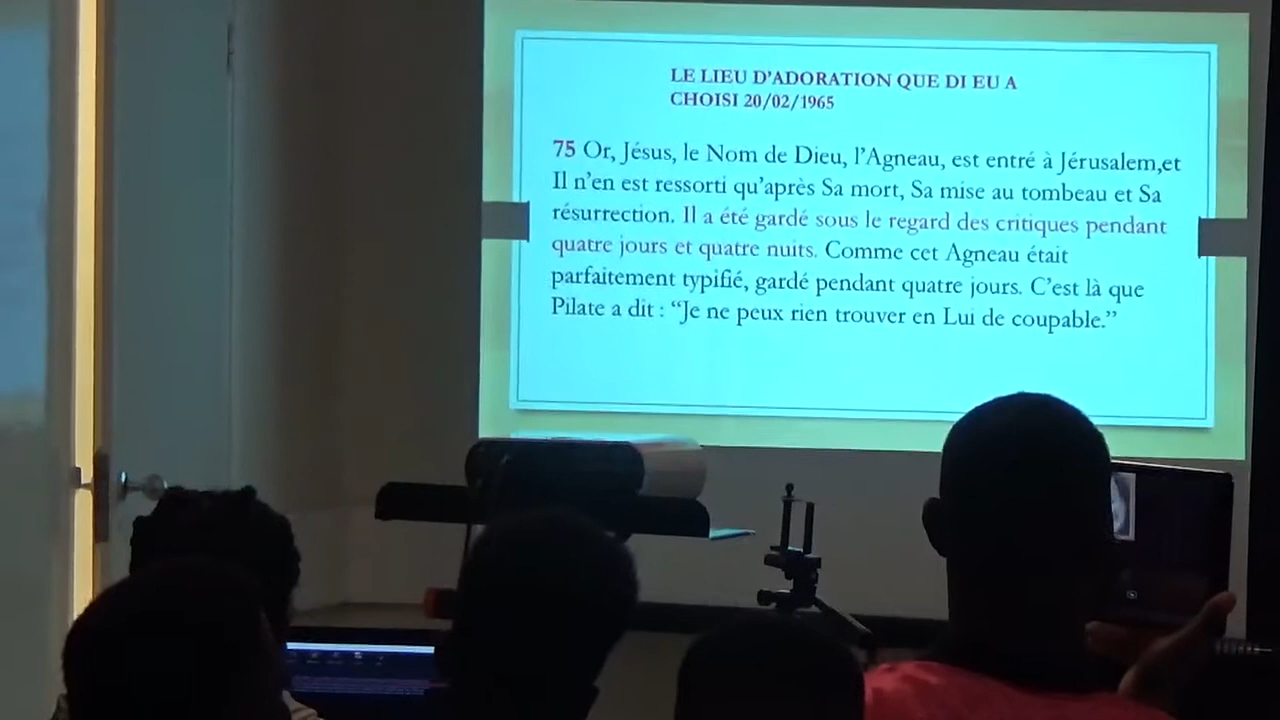 LE LIEU D'ADORATION QUE DI EU A
CHOISI 20/02/1965
75 Or, Jésus, le Nom de Dieu, l'Agneau, est entré à Jérusalem,et
Il n'en est ressorti qu'après Sa mort, Sa mise au tombeau et Sa
résurrection. Il a été gardé sous le regard des critiques pendant
quatre jours et quatre nuits. Comme cet Agneau était
parfaitement typifié, gardé pendant quatre jours. C'est là que
Pilate a dit : “Je ne peux rien trouver en Lui de coupable.”